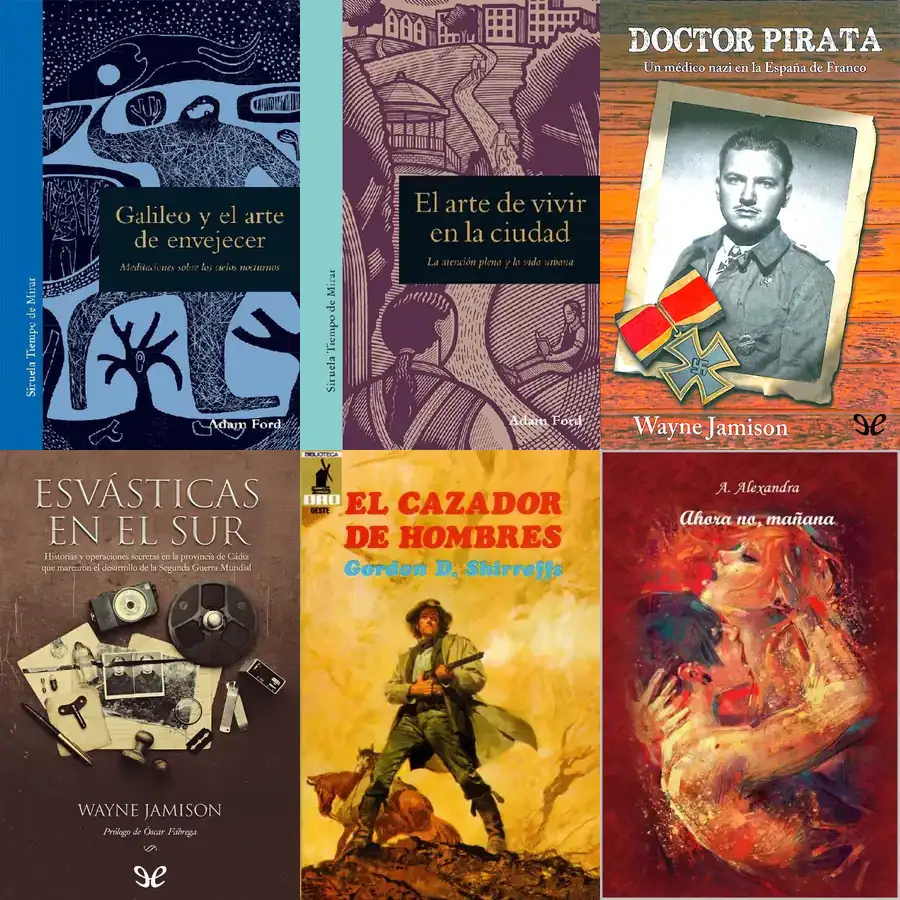 Siruela Tiempo de Mirar
Galileo y el arte
de envejecer
Meditaciones sobre los cielos nocturnos
Adam Ford
Siruela Tiempo de Mirar
El arte de vivir
en la ciudad
La atención plena y la vida urbana
Adam Ford
DOCTOR PIRATA
Un médico nazi en la España de Franco
Wayne Jamison
ESVÁSTICAS
EN EL SUR
Historias y operaciones secretas en la provincia de Cádiz
que marcaron el desarrollo de la Segunda Guerra Mundial
WAYNE JAMISON
Prólogo de Óscar Fábrega
BIBLIOTECA
ORO
OESTE
EL CAZADOR
DE HOMBRES
Gordon D. Shirreffs
A. Alexandra
Ahora no, mañana